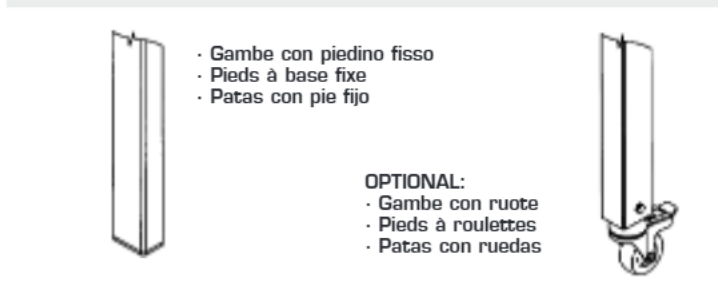 · Gambe con piedino fisso
· Pieds à base fixe
· Patas con pie fijo
OPTIONAL:
· Gambe con ruote
· Pieds à roulettes
· Patas con ruedas